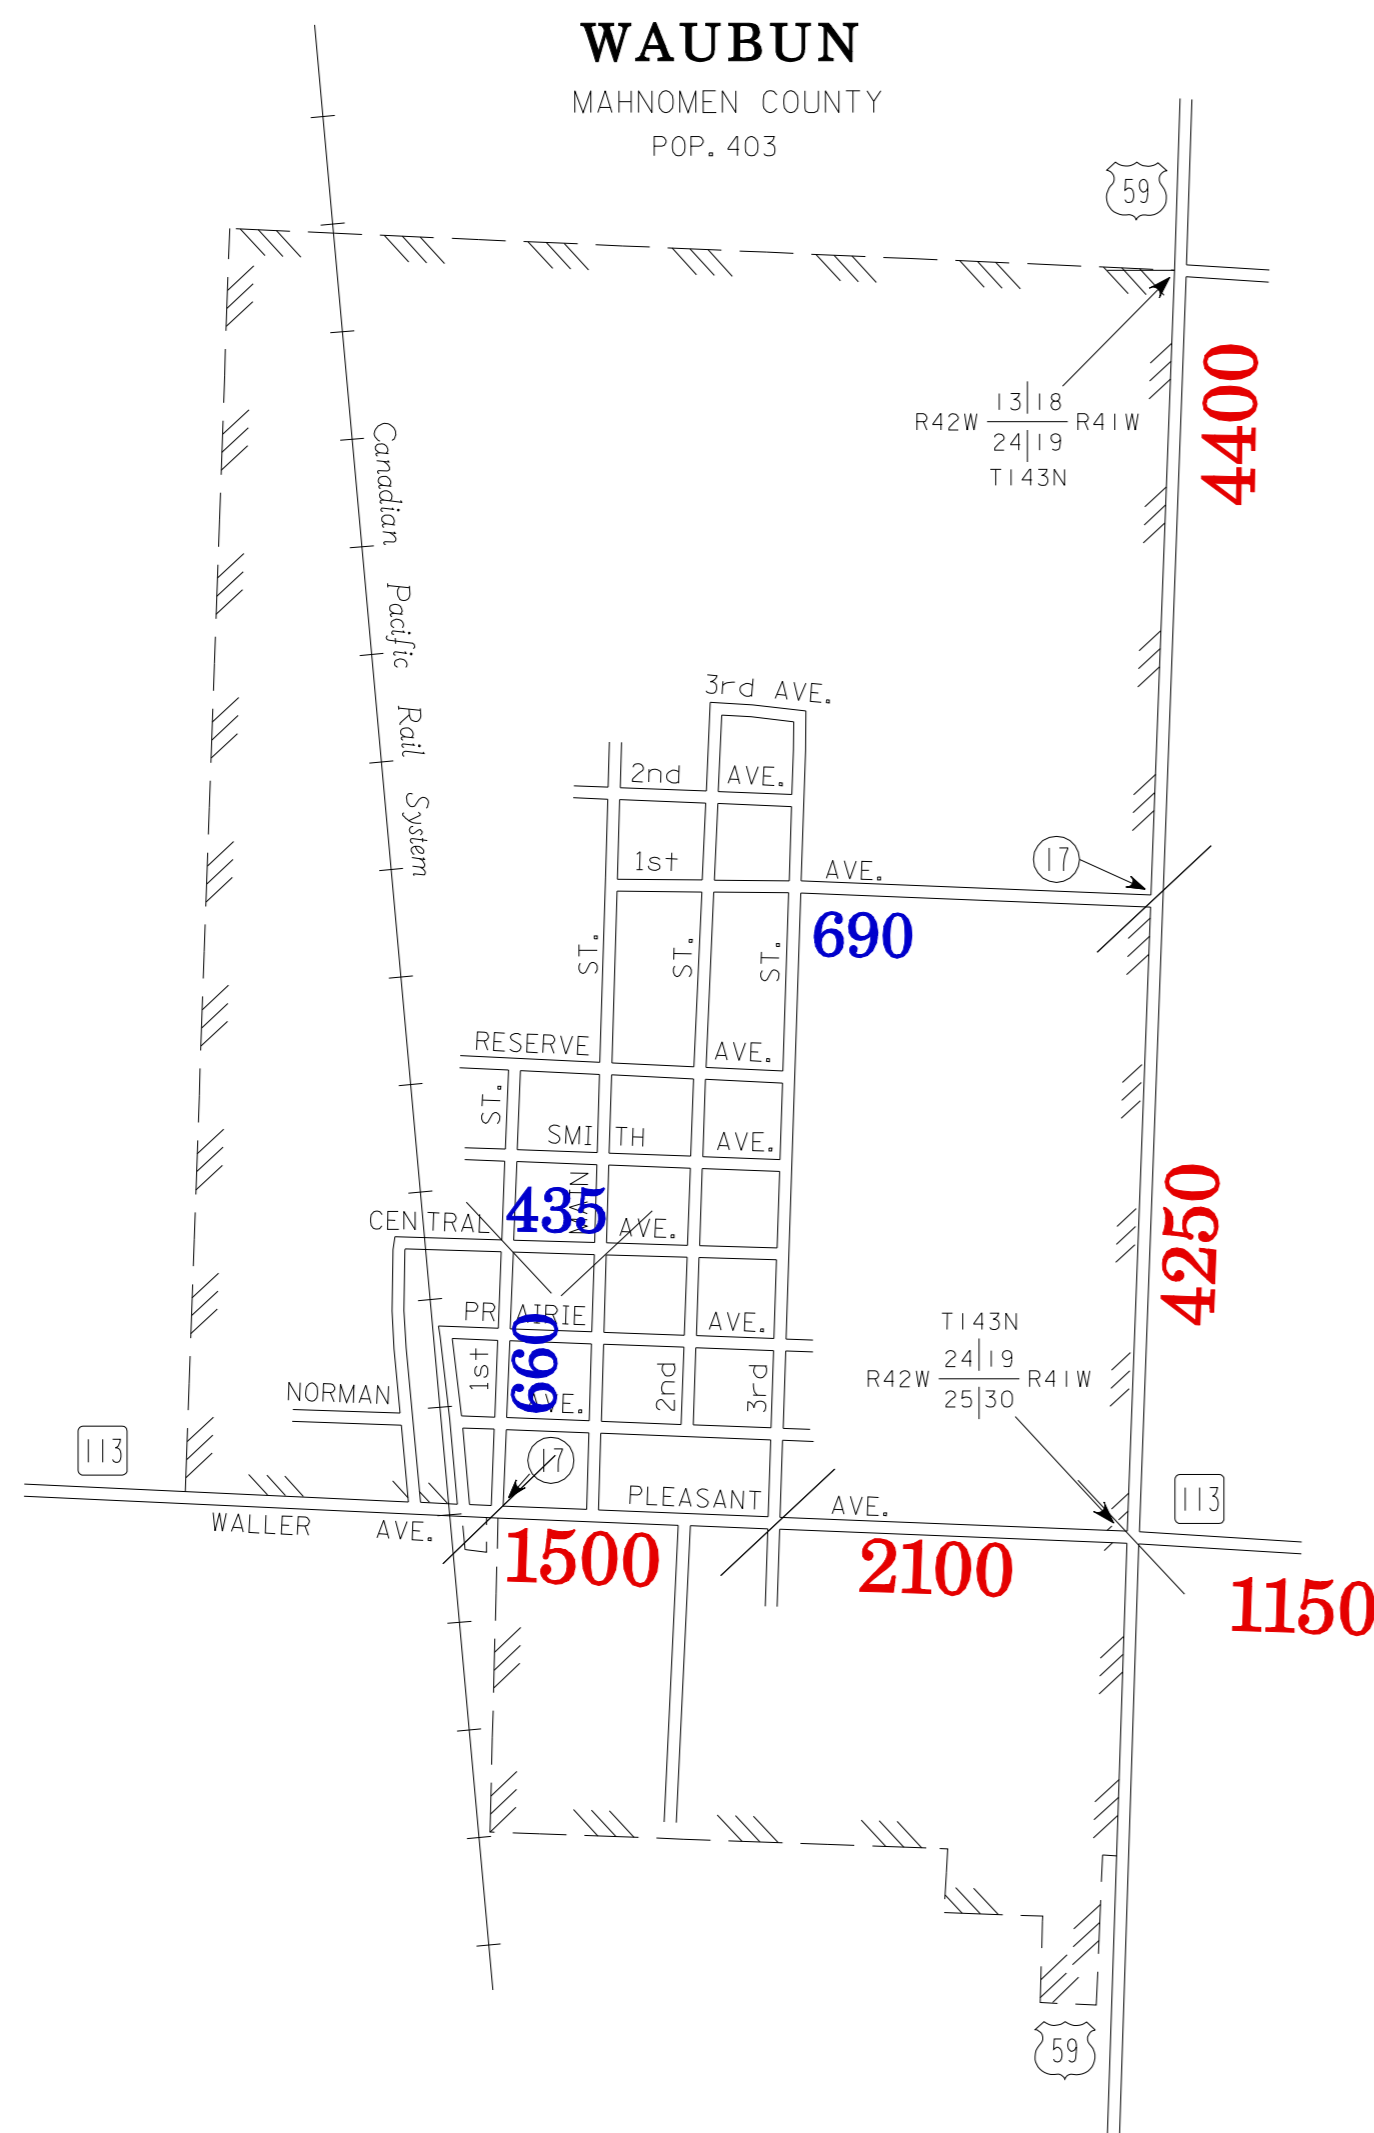 WAUBUN
MAHNOMEN COUNTY
POP. 403
59
4400
13|18
R42W R41W
24|19
T143N
Canadian Pacific Rail System
3rd AVE.
2nd AVE.
1st AVE.
17
690
ST.
ST.
ST.
RESERVE AVE.
ST.
SMITH AVE.
MAIN
435
CENTRAL AVE.
4250
PRAIRIE AVE.
660
1st
2nd
3rd
T143N
24|19
R42W R41W
25|30
NORMAN AVE.
113
17
113
PLEASANT AVE.
WALLER AVE.
1500
2100
1150
59